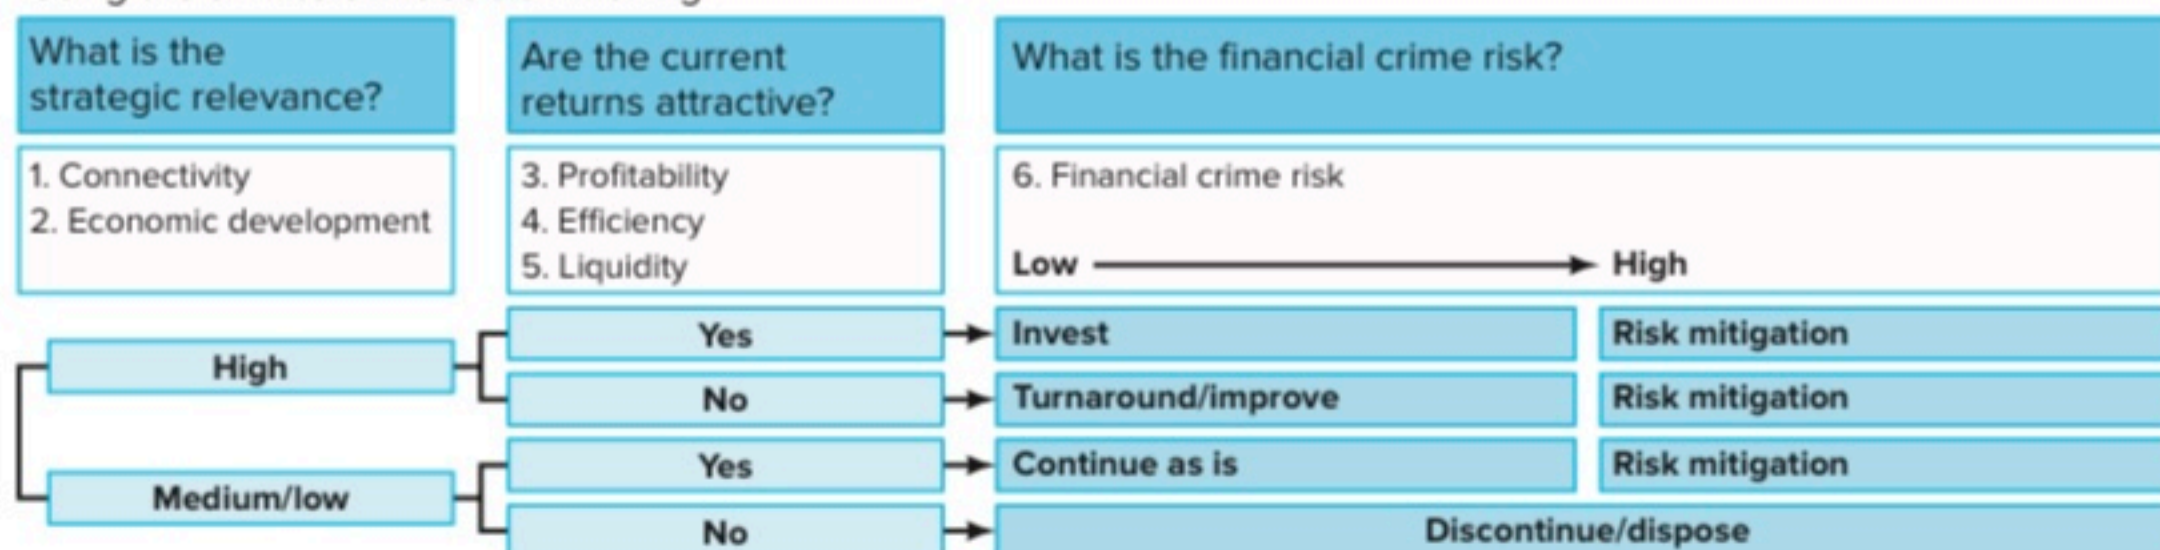 What is the
strategic relevance?
Are the current
returns attractive?
What is the financial crime risk?
1. Connectivity
2. Economic development
3. Profitability
4. Efficiency
5. Liquidity
6. Financial crime risk
Low
High
High
Yes
Invest
Risk mitigation
No
Turnaround/improve
Risk mitigation
Medium/low
Yes
Continue as is
Risk mitigation
No
Discontinue/dispose